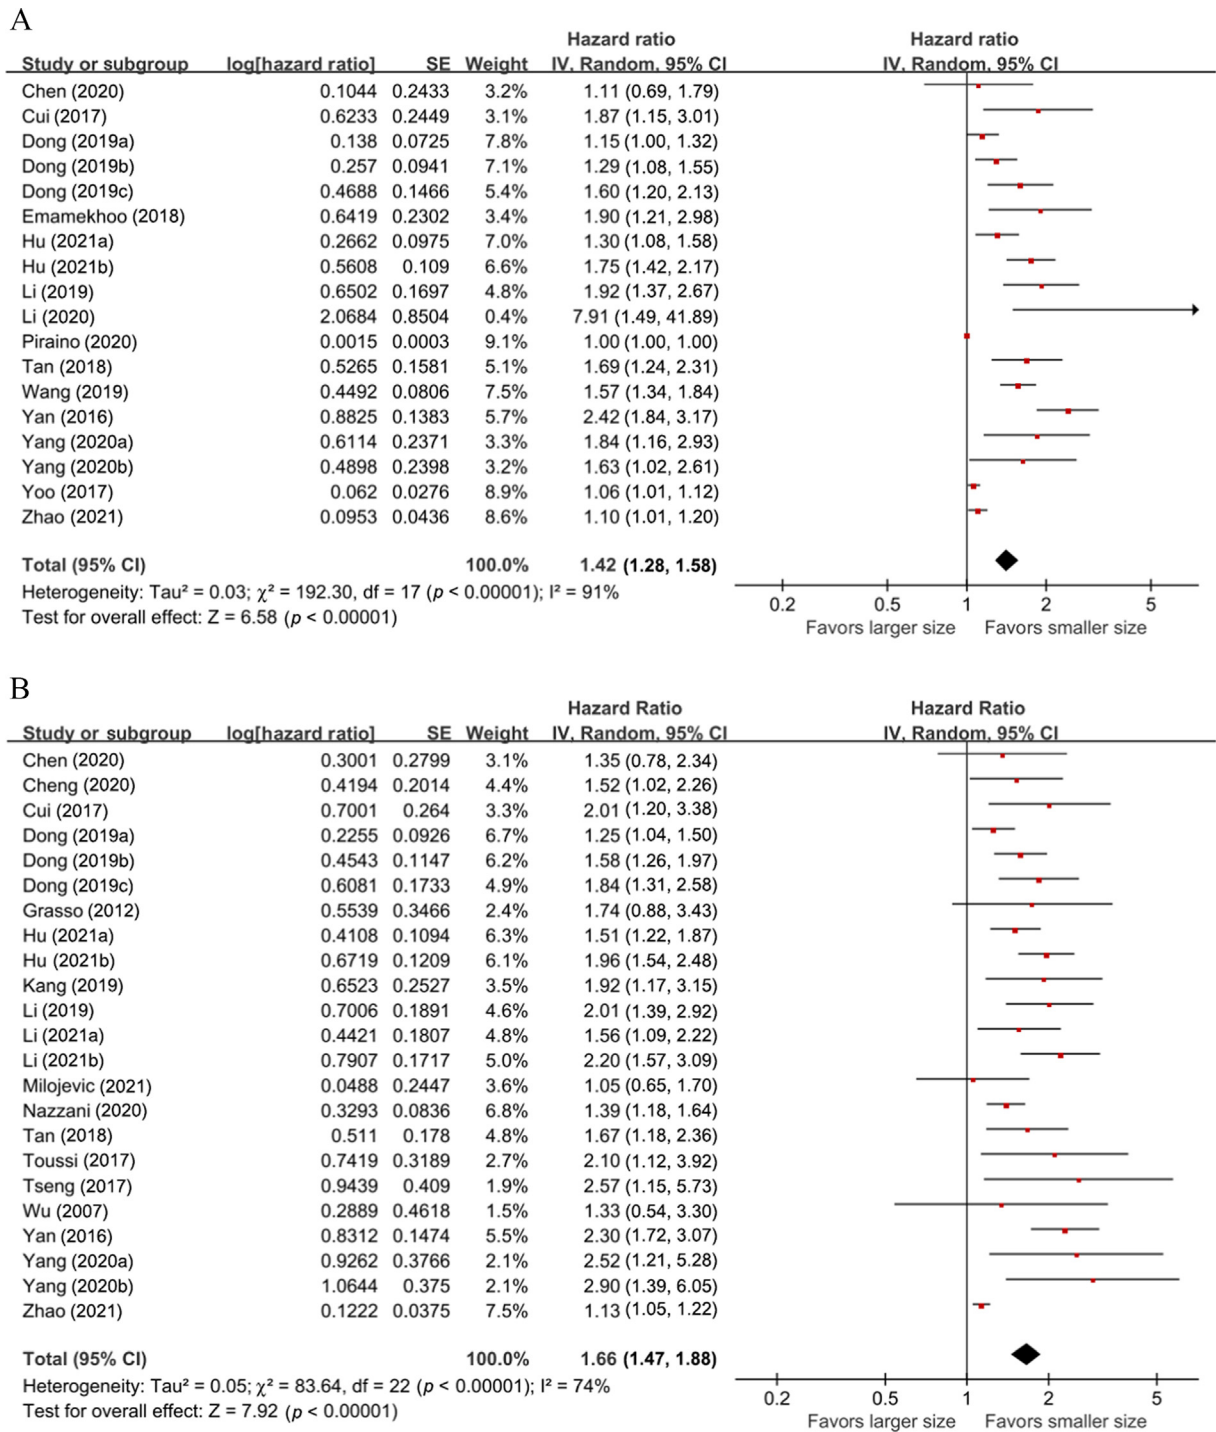 A
Hazard ratio Hazard ratio
Study or subgroup log[hazard ratio] SE Weight IV, Random, 95% CI IV, Random, 95% CI
Chen (2020) 0.1044 0.2433 3.2% 1.11 (0.69, 1.79)
Cui (2017) 0.6233 0.2449 3.1% 1.87 (1.15, 3.01)
Dong (2019a) 0.138 0.0725 7.8% 1.15 (1.00, 1.32)
Dong (2019b) 0.257 0.0941 7.1% 1.29 (1.08, 1.55)
Dong (2019c) 0.4688 0.1466 5.4% 1.60 (1.20, 2.13)
Emamekhoo (2018) 0.6419 0.2302 3.4% 1.90 (1.21, 2.98)
Hu (2021a) 0.2662 0.0975 7.0% 1.30 (1.08, 1.58)
Hu (2021b) 0.5608 0.109 6.6% 1.75 (1.42, 2.17)
Li (2019) 0.6502 0.1697 4.8% 1.92 (1.37, 2.67)
Li (2020) 2.0684 0.8504 0.4% 7.91 (1.49, 41.89)
Piraino (2020) 0.0015 0.0003 9.1% 1.00 (1.00, 1.00)
Tan (2018) 0.5265 0.1581 5.1% 1.69 (1.24, 2.31)
Wang (2019) 0.4492 0.0806 7.5% 1.57 (1.34, 1.84)
Yan (2016) 0.8825 0.1383 5.7% 2.42 (1.84, 3.17)
Yang (2020a) 0.6114 0.2371 3.3% 1.84 (1.16, 2.93)
Yang (2020b) 0.4898 0.2398 3.2% 1.63 (1.02, 2.61)
Yoo (2017) 0.062 0.0276 8.9% 1.06 (1.01, 1.12)
Zhao (2021) 0.0953 0.0436 8.6% 1.10 (1.01, 1.20)
Total (95% CI) 100.0% 1.42 (1.28, 1.58)
Heterogeneity: Tau² = 0.03; χ² = 192.30, df = 17 (p < 0.00001); I² = 91%
Test for overall effect: Z = 6.58 (p < 0.00001)
0.2 0.5 1 2 5
Favors larger size Favors smaller size
B
Hazard Ratio Hazard Ratio
Study or subgroup log[hazard ratio] SE Weight IV, Random, 95% CI IV, Random, 95% CI
Chen (2020) 0.3001 0.2799 3.1% 1.35 (0.78, 2.34)
Cheng (2020) 0.4194 0.2014 4.4% 1.52 (1.02, 2.26)
Cui (2017) 0.7001 0.264 3.3% 2.01 (1.20, 3.38)
Dong (2019a) 0.2255 0.0926 6.7% 1.25 (1.04, 1.50)
Dong (2019b) 0.4543 0.1147 6.2% 1.58 (1.26, 1.97)
Dong (2019c) 0.6081 0.1733 4.9% 1.84 (1.31, 2.58)
Grasso (2012) 0.5539 0.3466 2.4% 1.74 (0.88, 3.43)
Hu (2021a) 0.4108 0.1094 6.3% 1.51 (1.22, 1.87)
Hu (2021b) 0.6719 0.1209 6.1% 1.96 (1.54, 2.48)
Kang (2019) 0.6523 0.2527 3.5% 1.92 (1.17, 3.15)
Li (2019) 0.7006 0.1891 4.6% 2.01 (1.39, 2.92)
Li (2021a) 0.4421 0.1807 4.8% 1.56 (1.09, 2.22)
Li (2021b) 0.7907 0.1717 5.0% 2.20 (1.57, 3.09)
Milojevic (2021) 0.0488 0.2447 3.6% 1.05 (0.65, 1.70)
Nazzani (2020) 0.3293 0.0836 6.8% 1.39 (1.18, 1.64)
Tan (2018) 0.511 0.178 4.8% 1.67 (1.18, 2.36)
Toussi (2017) 0.7419 0.3189 2.7% 2.10 (1.12, 3.92)
Tseng (2017) 0.9439 0.409 1.9% 2.57 (1.15, 5.73)
Wu (2007) 0.2889 0.4618 1.5% 1.33 (0.54, 3.30)
Yan (2016) 0.8312 0.1474 5.5% 2.30 (1.72, 3.07)
Yang (2020a) 0.9262 0.3766 2.1% 2.52 (1.21, 5.28)
Yang (2020b) 1.0644 0.375 2.1% 2.90 (1.39, 6.05)
Zhao (2021) 0.1222 0.0375 7.5% 1.13 (1.05, 1.22)
Total (95% CI) 100.0% 1.66 (1.47, 1.88)
Heterogeneity: Tau² = 0.05; χ² = 83.64, df = 22 (p < 0.00001); I² = 74%
Test for overall effect: Z = 7.92 (p < 0.00001)
0.2 0.5 1 2 5
Favors larger size Favors smaller size